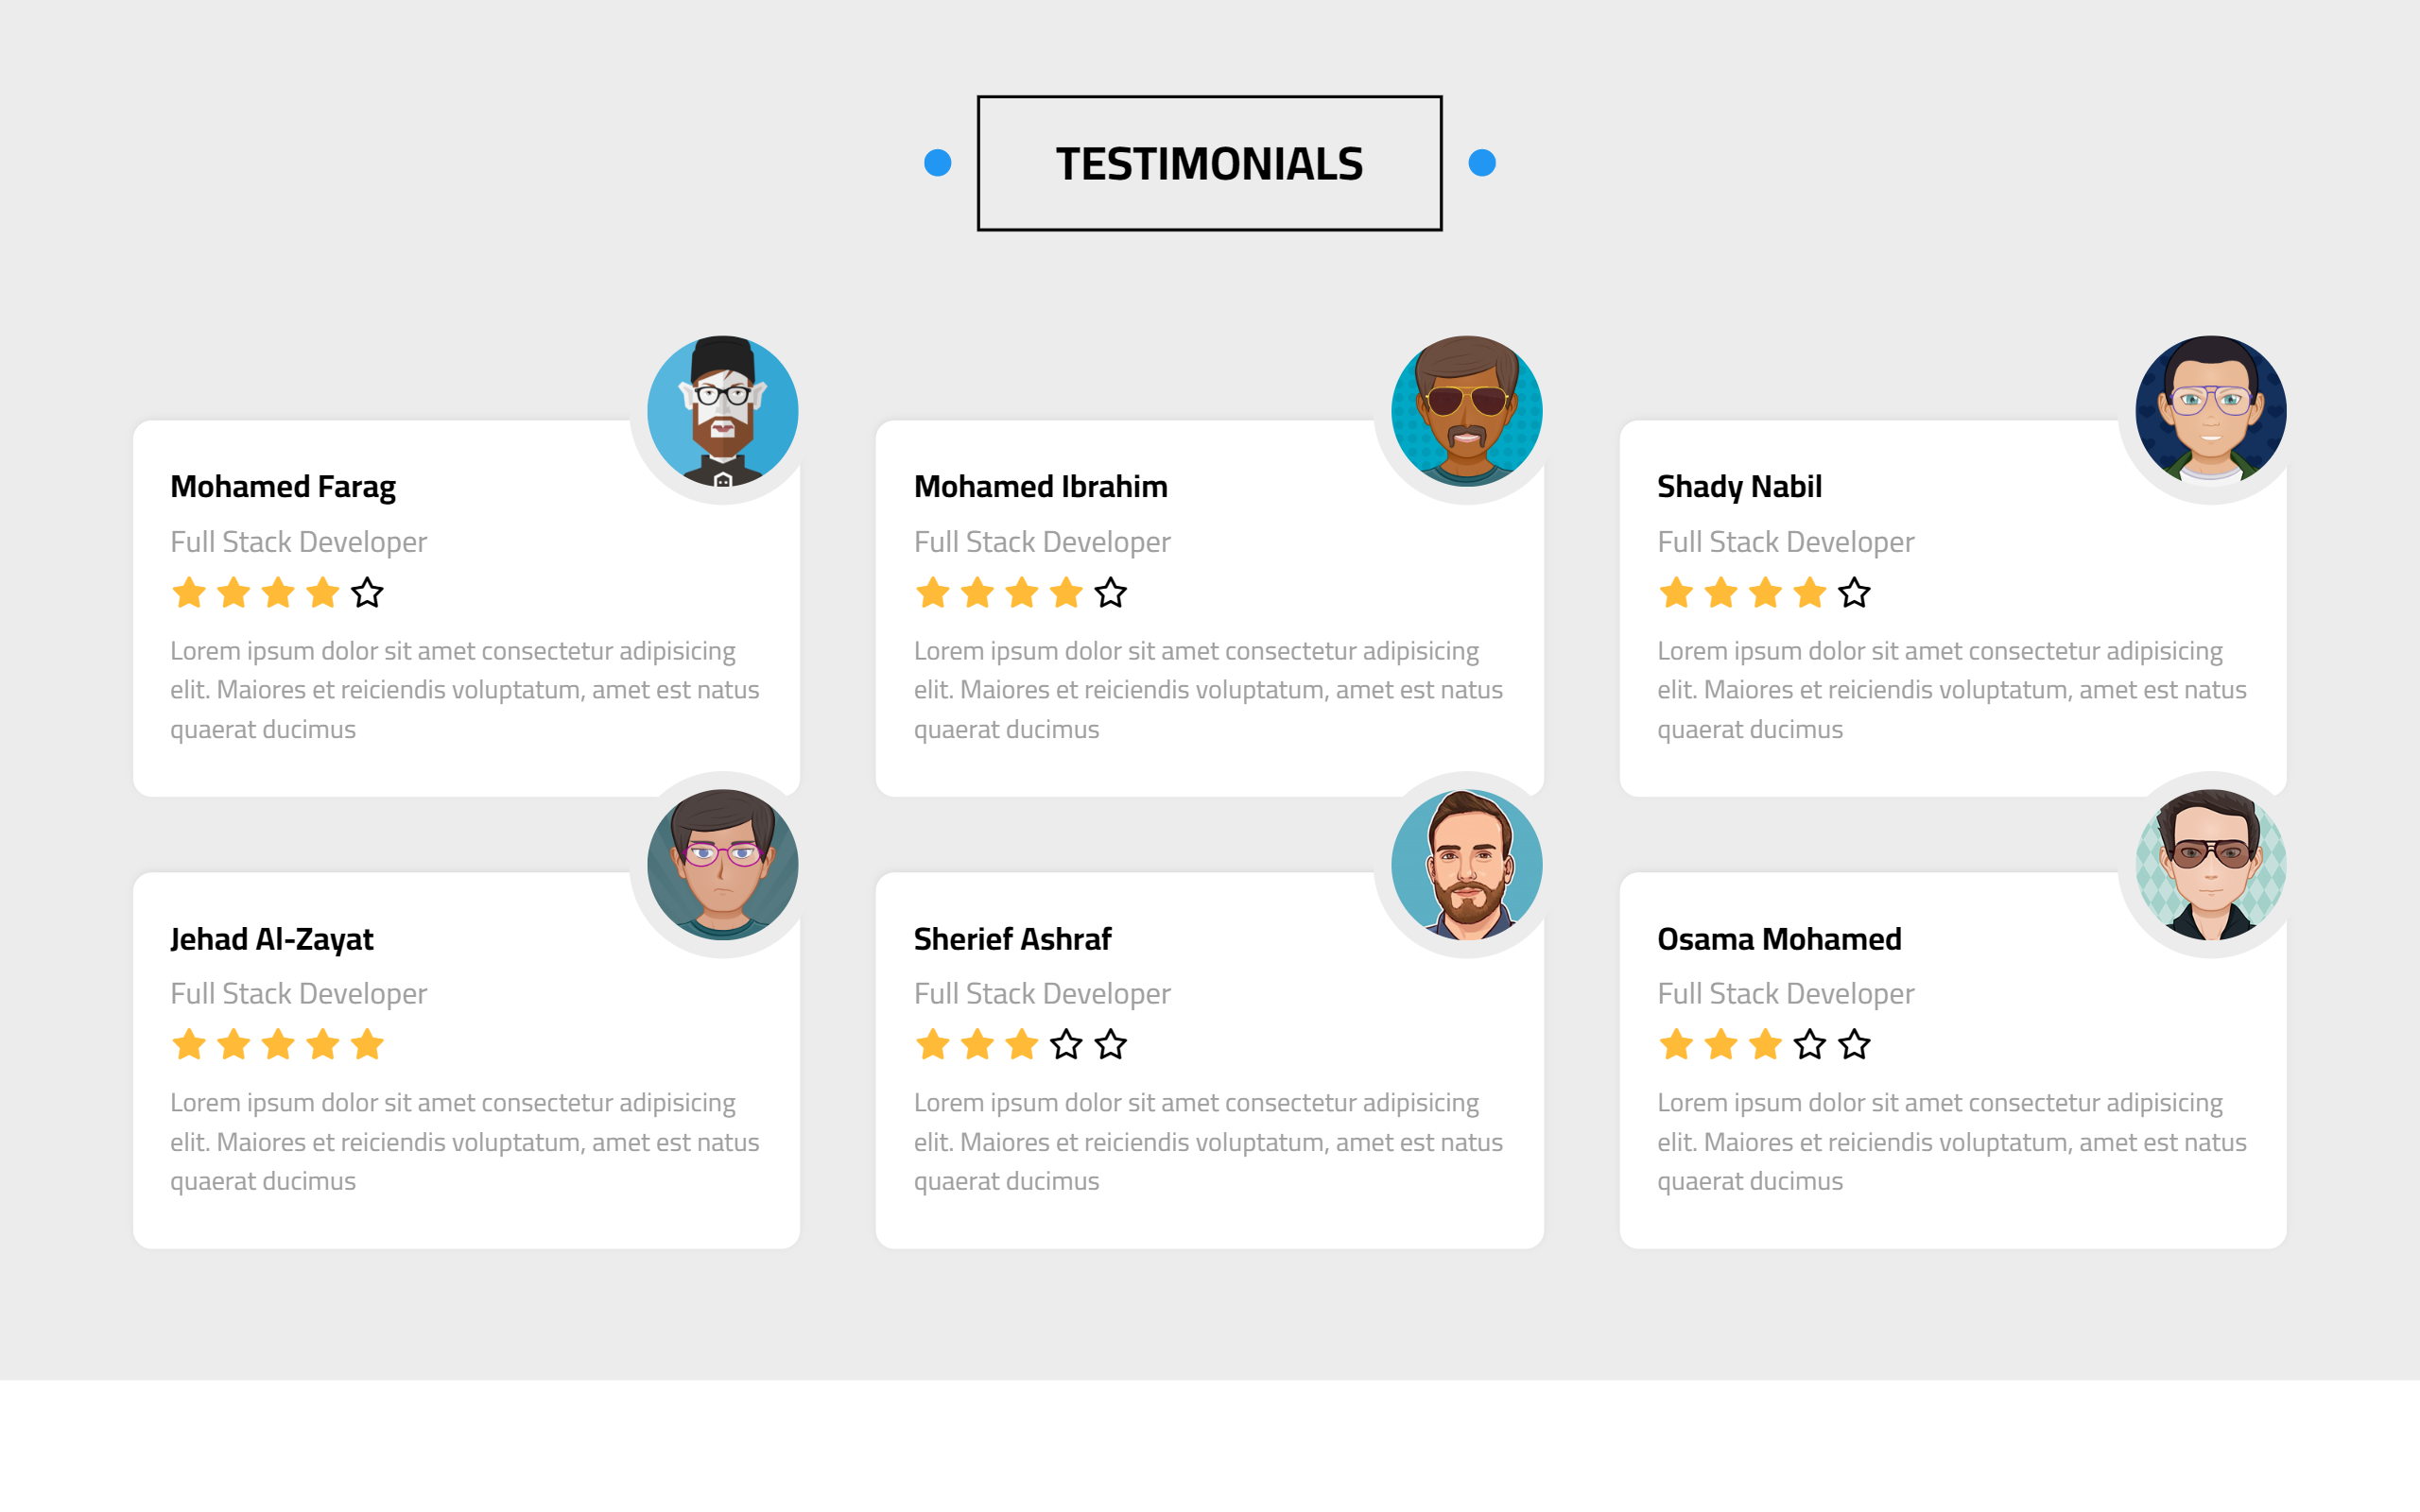 TESTIMONIALS
Mohamed Farag
Full Stack Developer
Lorem ipsum dolor sit amet consectetur adipisicing
elit. Maiores et reiciendis voluptatum, amet est natus
quaerat ducimus
Mohamed Ibrahim
Full Stack Developer
Lorem ipsum dolor sit amet consectetur adipisicing
elit. Maiores et reiciendis voluptatum, amet est natus
quaerat ducimus
Shady Nabil
Full Stack Developer
Lorem ipsum dolor sit amet consectetur adipisicing
elit. Maiores et reiciendis voluptatum, amet est natus
quaerat ducimus
Jehad Al-Zayat
Full Stack Developer
Lorem ipsum dolor sit amet consectetur adipisicing
elit. Maiores et reiciendis voluptatum, amet est natus
quaerat ducimus
Sherief Ashraf
Full Stack Developer
Lorem ipsum dolor sit amet consectetur adipisicing
elit. Maiores et reiciendis voluptatum, amet est natus
quaerat ducimus
Osama Mohamed
Full Stack Developer
Lorem ipsum dolor sit amet consectetur adipisicing
elit. Maiores et reiciendis voluptatum, amet est natus
quaerat ducimus